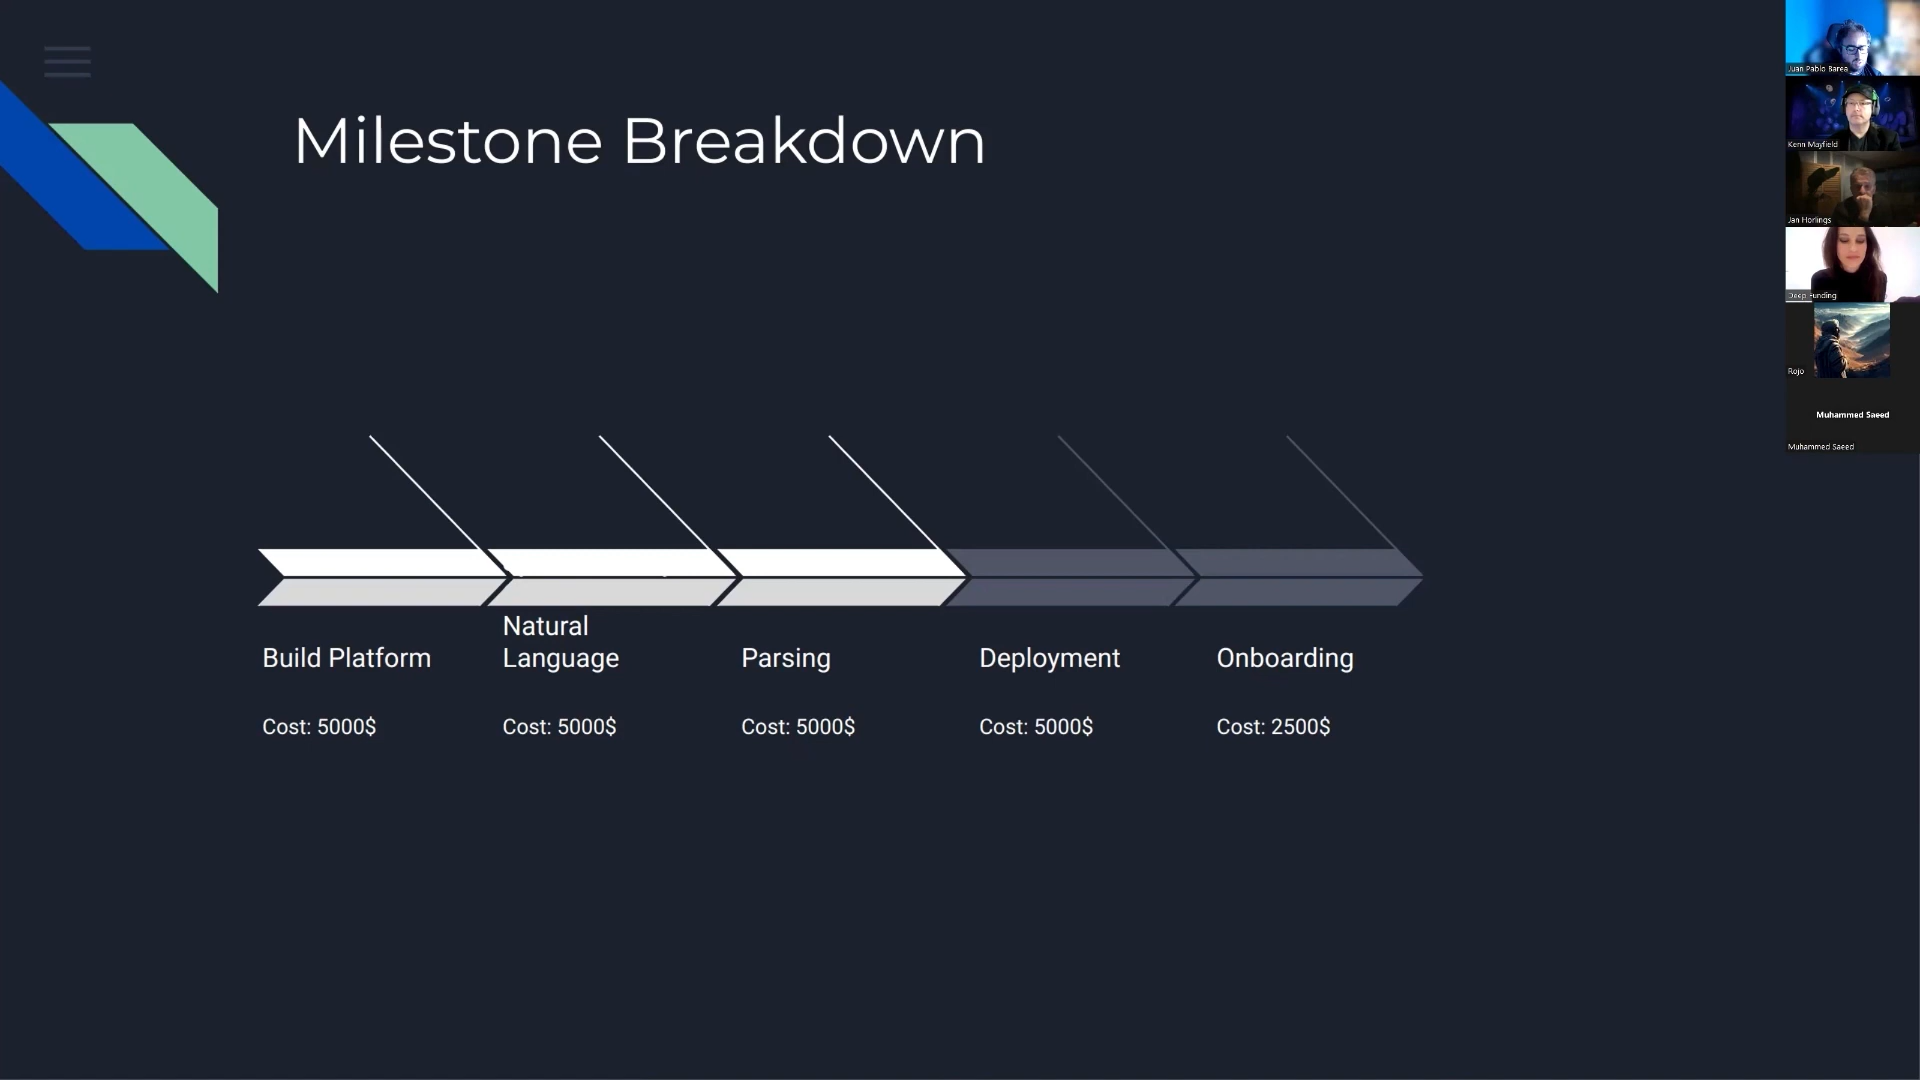 Milestone Breakdown
Natural
Language
Build Platform
Parsing
Deployment
Onboarding
Cost: 5000$
Cost: 5000$
Cost: 5000$
Cost: 5000$
Cost: 2500$
Juan Pablo Barea
Kenn Mayfield
Jan Horlings
Deep Funding
Rojo
Muhammed Saeed
Muhammed Saeed